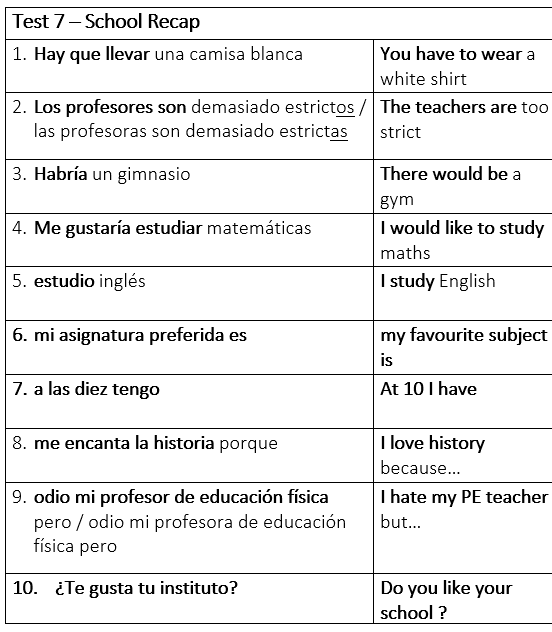 Test 7 – School Recap
1. Hay que llevar una camisa blanca
You have to wear a
white shirt
2. Los profesores son demasiado estrictos /
las profesoras son demasiado estrictas
The teachers are too
strict
3. Habría un gimnasio
There would be a
gym
4. Me gustaría estudiar matemáticas
I would like to study
maths
5. estudio inglés
I study English
6. mi asignatura preferida es
my favourite subject
is
7. a las diez tengo
At 10 I have
8. me encanta la historia porque
I love history
because…
9. odio mi profesor de educación física
pero / odio mi profesora de educación
física pero
I hate my PE teacher
but…
10. ¿Te gusta tu instituto?
Do you like your
school ?